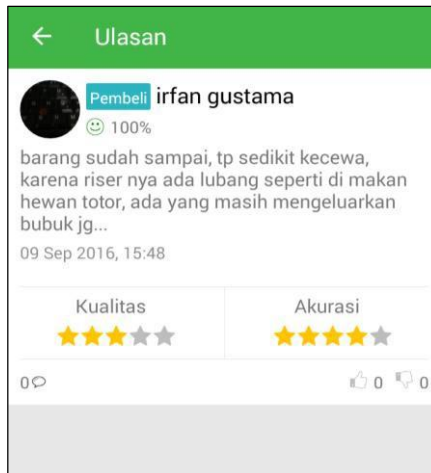 Ulasan
Pembeli irfan gustama
100%
barang sudah sampai, tp sedikit kecewa,
karena riser nya ada lubang seperti di makan
hewan totor, ada yang masih mengeluarkan
bubuk jg...
09 Sep 2016, 15:48
Kualitas Akurasi
0 0 0